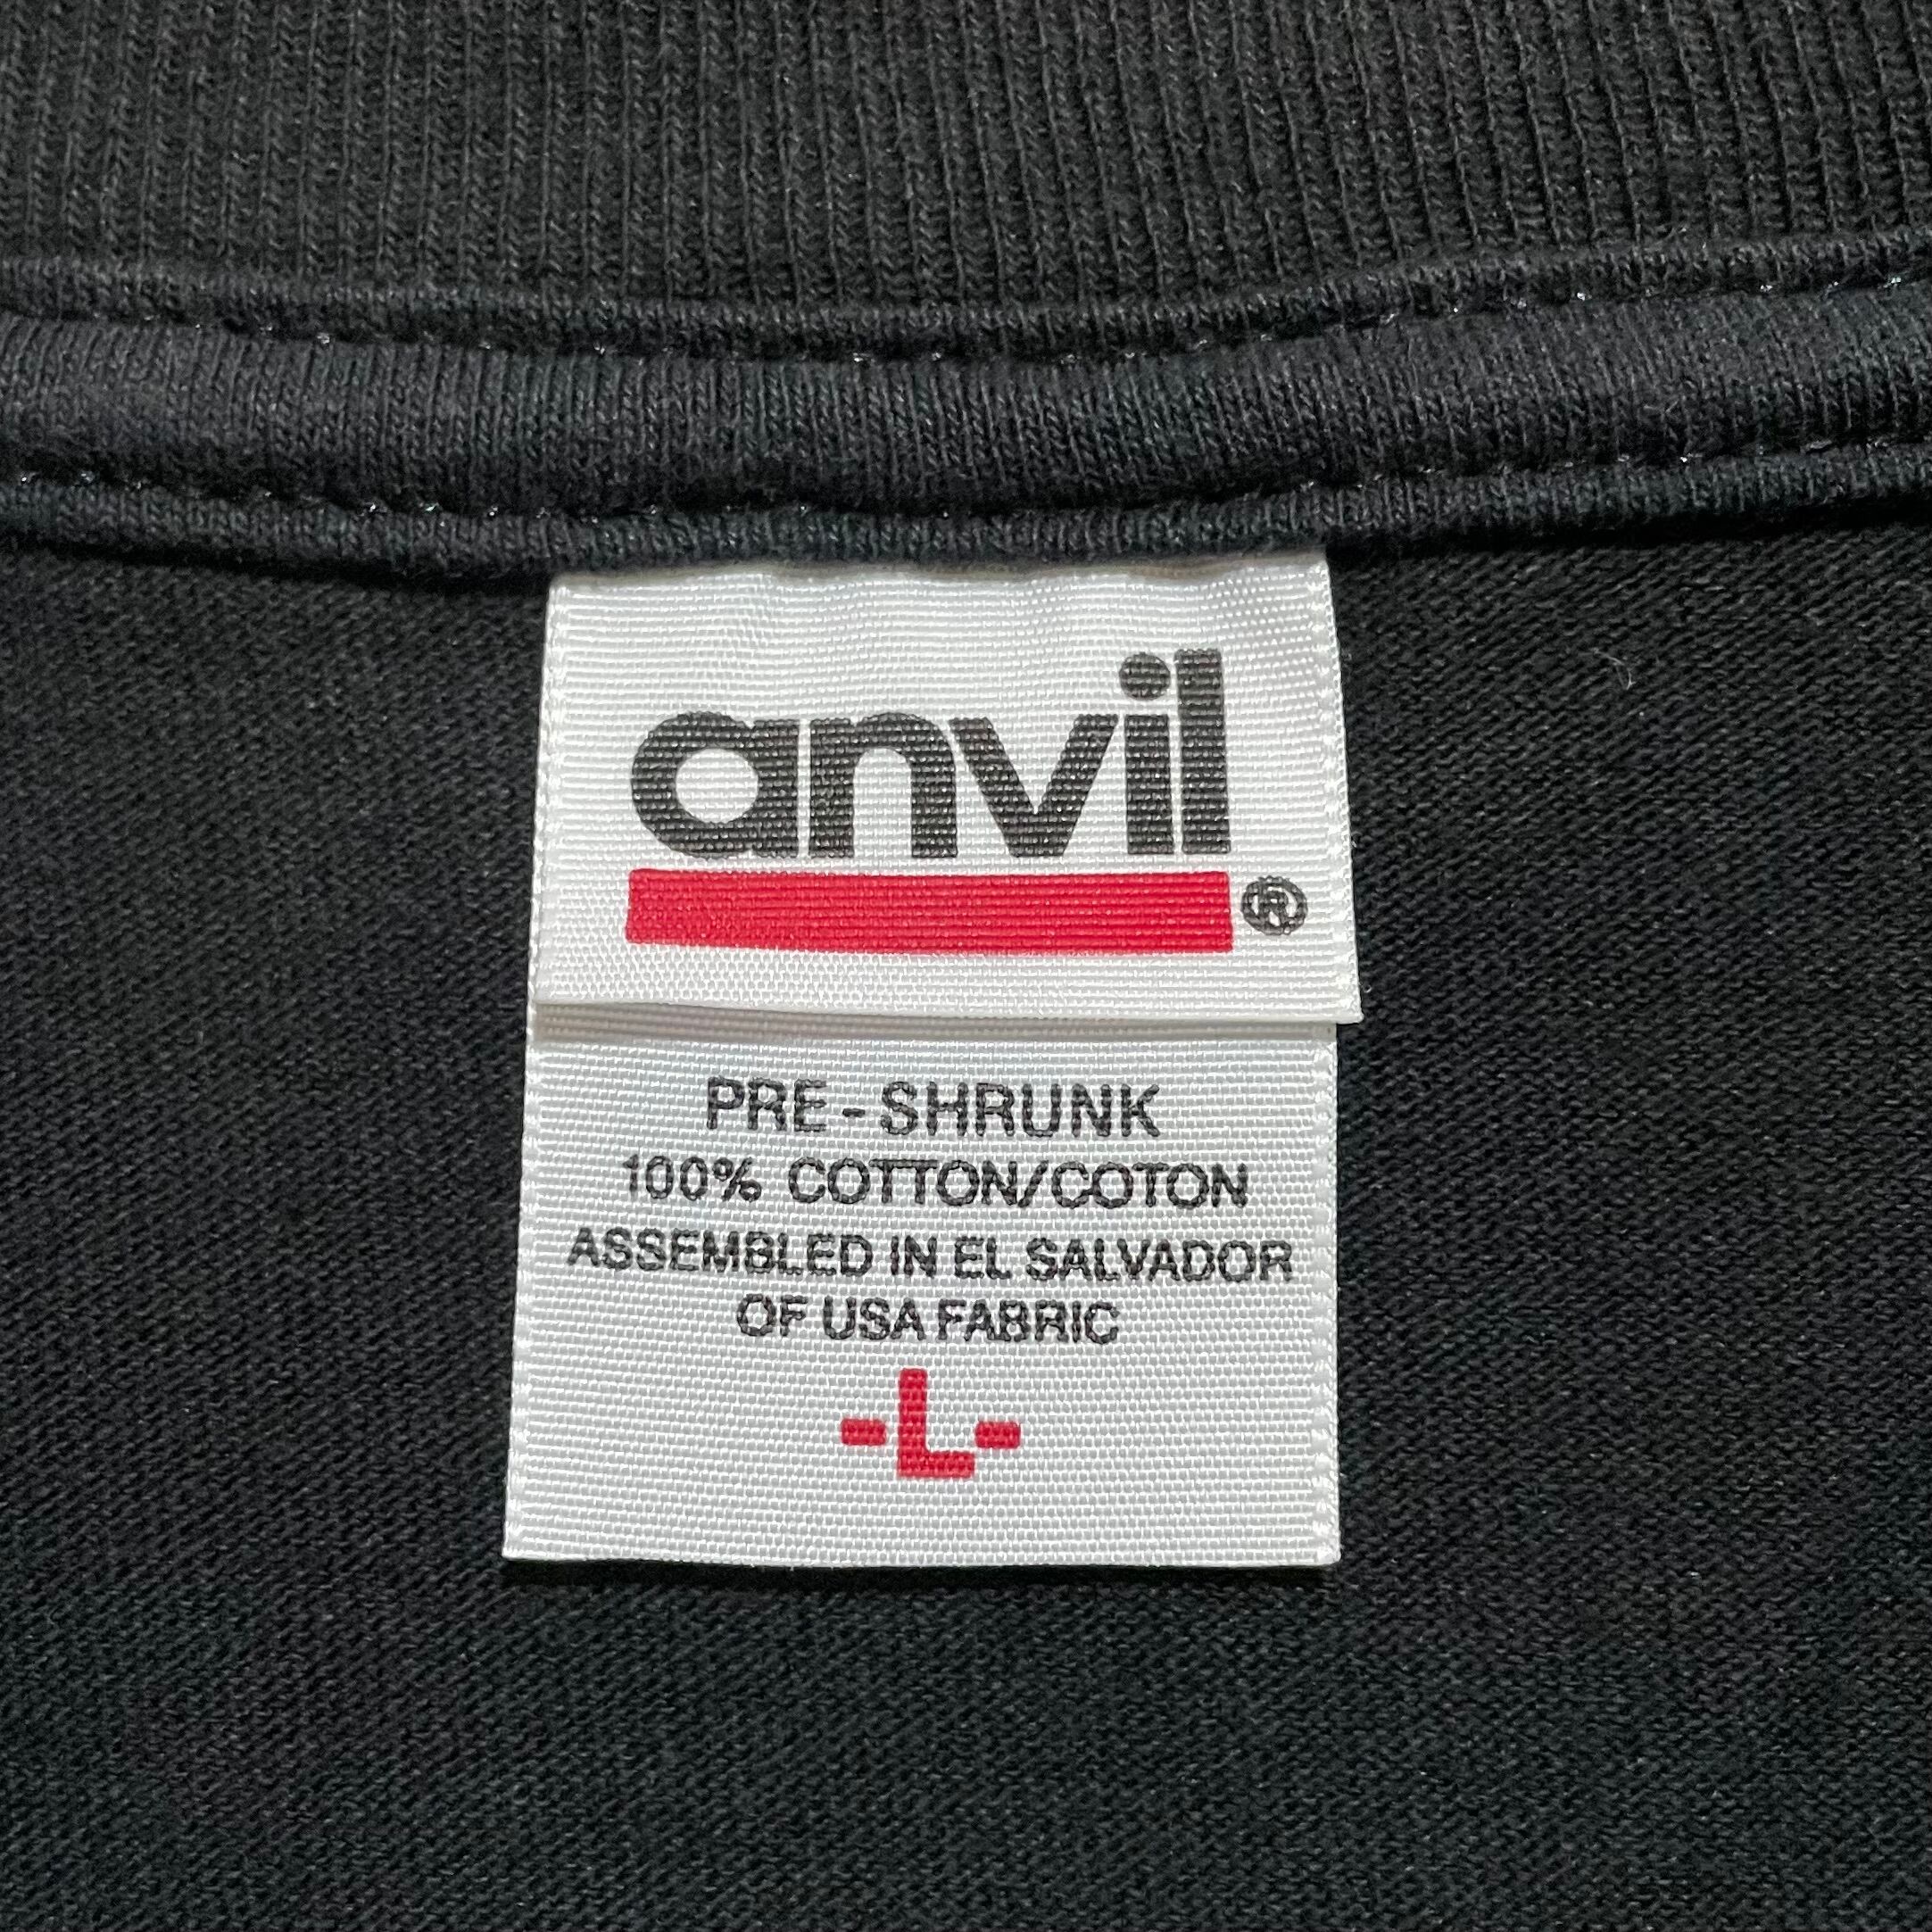 anvil
®
PRE-SHRUNK
100% COTTON/COTON
ASSEMBLED IN EL SALVADOR
OF USA FABRIC
-L-